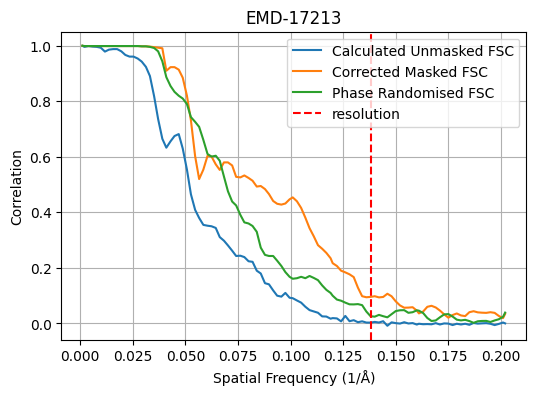 EMD-17213
Calculated Unmasked FSC
Corrected Masked FSC
Phase Randomised FSC
resolution
1.0
0.8
0.6
0.4
0.2
0.0
Correlation
0.000 0.025 0.050 0.075 0.100 0.125 0.150 0.175 0.200
Spatial Frequency (1/Å)